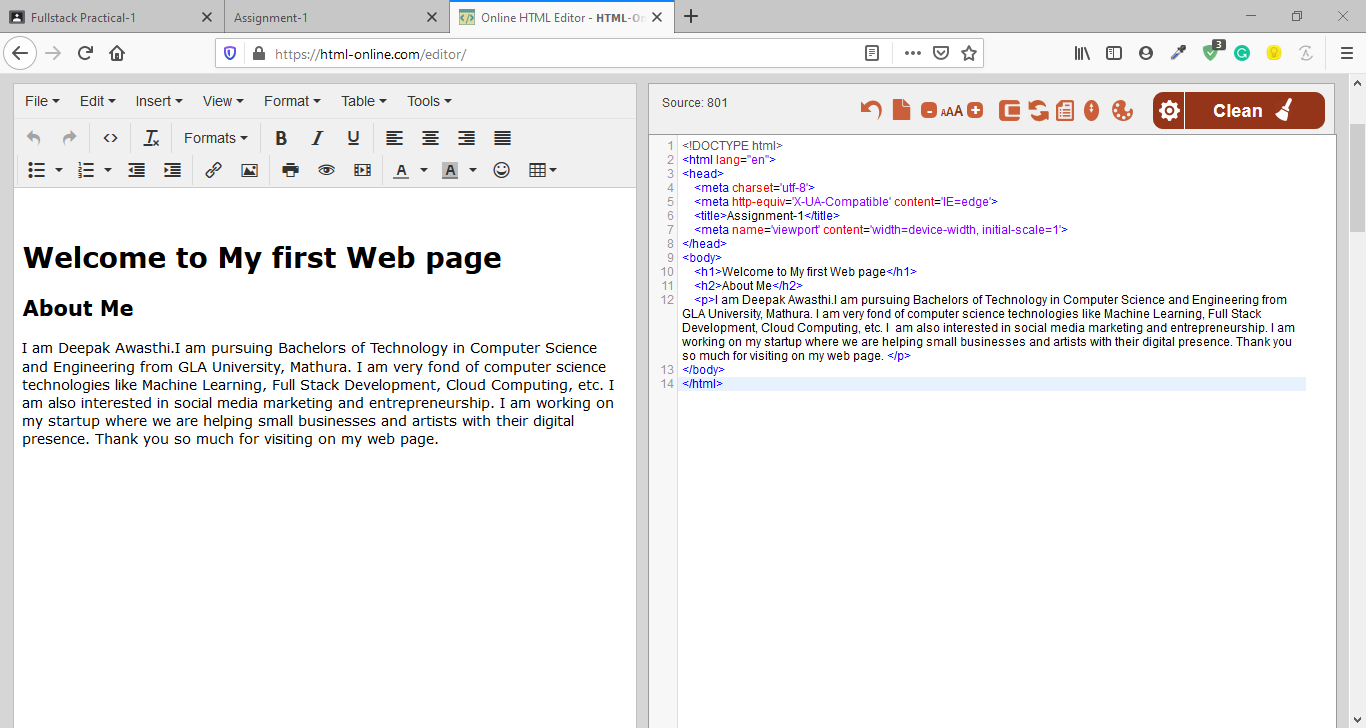 Fullstack Practical-1
Assignment-1
Online HTML Editor - HTML-On
https://html-online.com/editor/
3
File Edit Insert View Format Table Tools
Formats B I U
A A
Welcome to My first Web page
About Me
I am Deepak Awasthi.I am pursuing Bachelors of Technology in Computer Science
and Engineering from GLA University, Mathura. I am very fond of computer science
technologies like Machine Learning, Full Stack Development, Cloud Computing, etc. I
am also interested in social media marketing and entrepreneurship. I am working on
my startup where we are helping small businesses and artists with their digital
presence. Thank you so much for visiting on my web page.
Source: 801
- AAA +
Clean
1 <!DOCTYPE html>
2 <html lang="en">
3 <head>
4 <meta charset='utf-8'>
5 <meta http-equiv='X-UA-Compatible' content='IE=edge'>
6 <title>Assignment-1</title>
7 <meta name='viewport' content='width=device-width, initial-scale=1'>
8 </head>
9 <body>
10 <h1>Welcome to My first Web page</h1>
11 <h2>About Me</h2>
12 <p>I am Deepak Awasthi.I am pursuing Bachelors of Technology in Computer Science and Engineering from
GLA University, Mathura. I am very fond of computer science technologies like Machine Learning, Full Stack
Development, Cloud Computing, etc. I  am also interested in social media marketing and entrepreneurship. I am
working on my startup where we are helping small businesses and artists with their digital presence. Thank you
so much for visiting on my web page. </p>
13 </body>
14 </html>